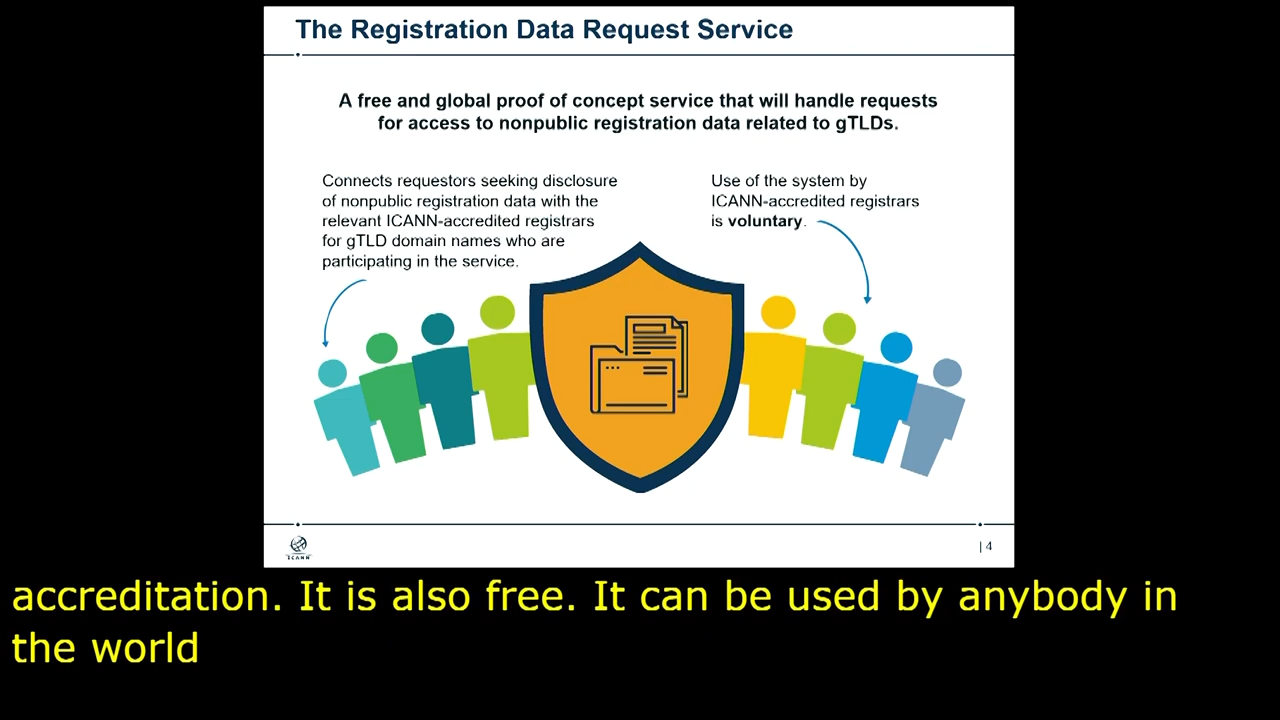 The Registration Data Request Service
A free and global proof of concept service that will handle requests
for access to nonpublic registration data related to gTLDs.
Connects requestors seeking disclosure
of nonpublic registration data with the
relevant ICANN-accredited registrars
for gTLD domain names who are
participating in the service.
Use of the system by
ICANN-accredited registrars
is voluntary.
ICANN
| 4
accreditation. It is also free. It can be used by anybody in
the world